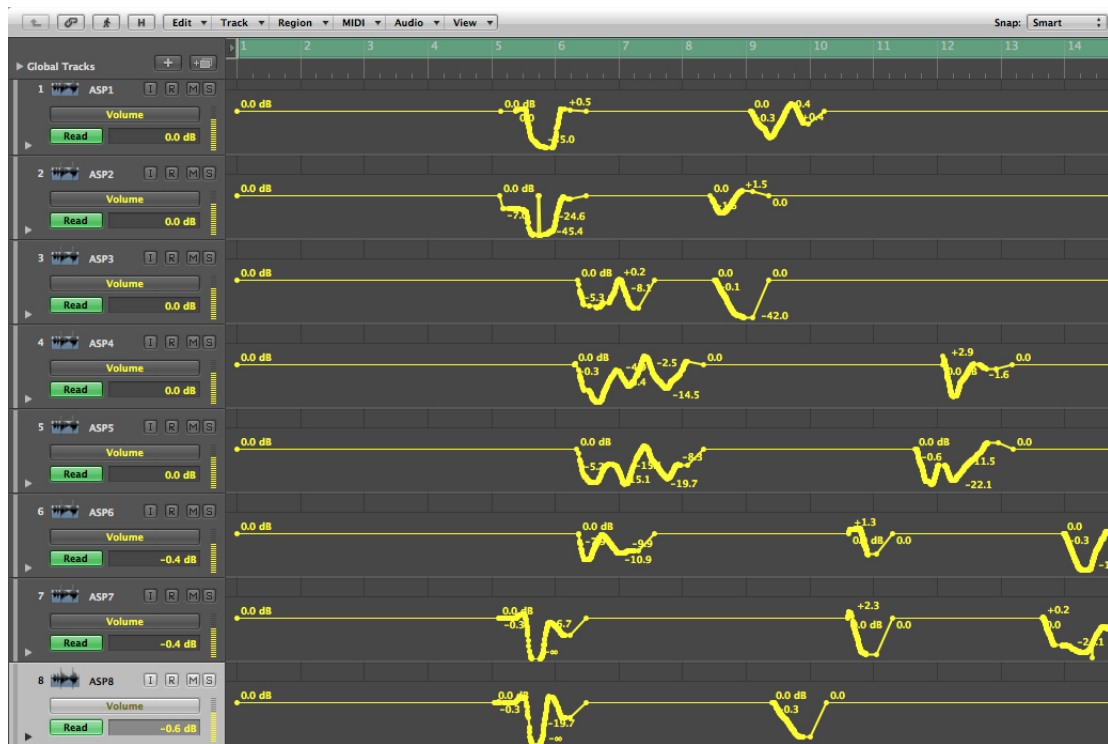 H Edit Track Region MIDI Audio View Snap: Smart
1 2 3 4 5 6 7 8 9 10 11 12 13 14
Global Tracks
1 ASP1 I R M S
Volume
Read 0.0 dB
0.0 dB 0.0 dB 0.0 +0.5 0.0 0.4 -0.3 +0.4
2 ASP2 I R M S
Volume
Read 0.0 dB
0.0 dB 0.0 dB -24.6 -45.4 0.0 +1.5 0.0
3 ASP3 I R M S
Volume
Read 0.0 dB
0.0 dB 0.0 dB +0.2 -5.3 -8.1 0.0 -0.1 0.0 -42.0
4 ASP4 I R M S
Volume
Read 0.0 dB
0.0 dB 0.0 dB -0.3 -2.5 0.0 -14.5 +2.9 0.0 dB -1.6 0.0
5 ASP5 I R M S
Volume
Read 0.0 dB
0.0 dB 0.0 dB -8.3 -19.7 0.0 dB -0.6 -22.1 0.0
6 ASP6 I R M S
Volume
Read -0.4 dB
0.0 dB 0.0 dB -9.9 -10.9 +1.3 0.0 dB 0.0 0.0 -0.3
7 ASP7 I R M S
Volume
Read -0.4 dB
0.0 dB 0.0 dB -0.3 -∞ +2.3 0.0 dB 0.0 +0.2 0.0
8 ASP8 I R M S
Volume
Read -0.6 dB
0.0 dB 0.0 dB -0.3 -19.7 -∞ 0.0 dB -0.3 0.0